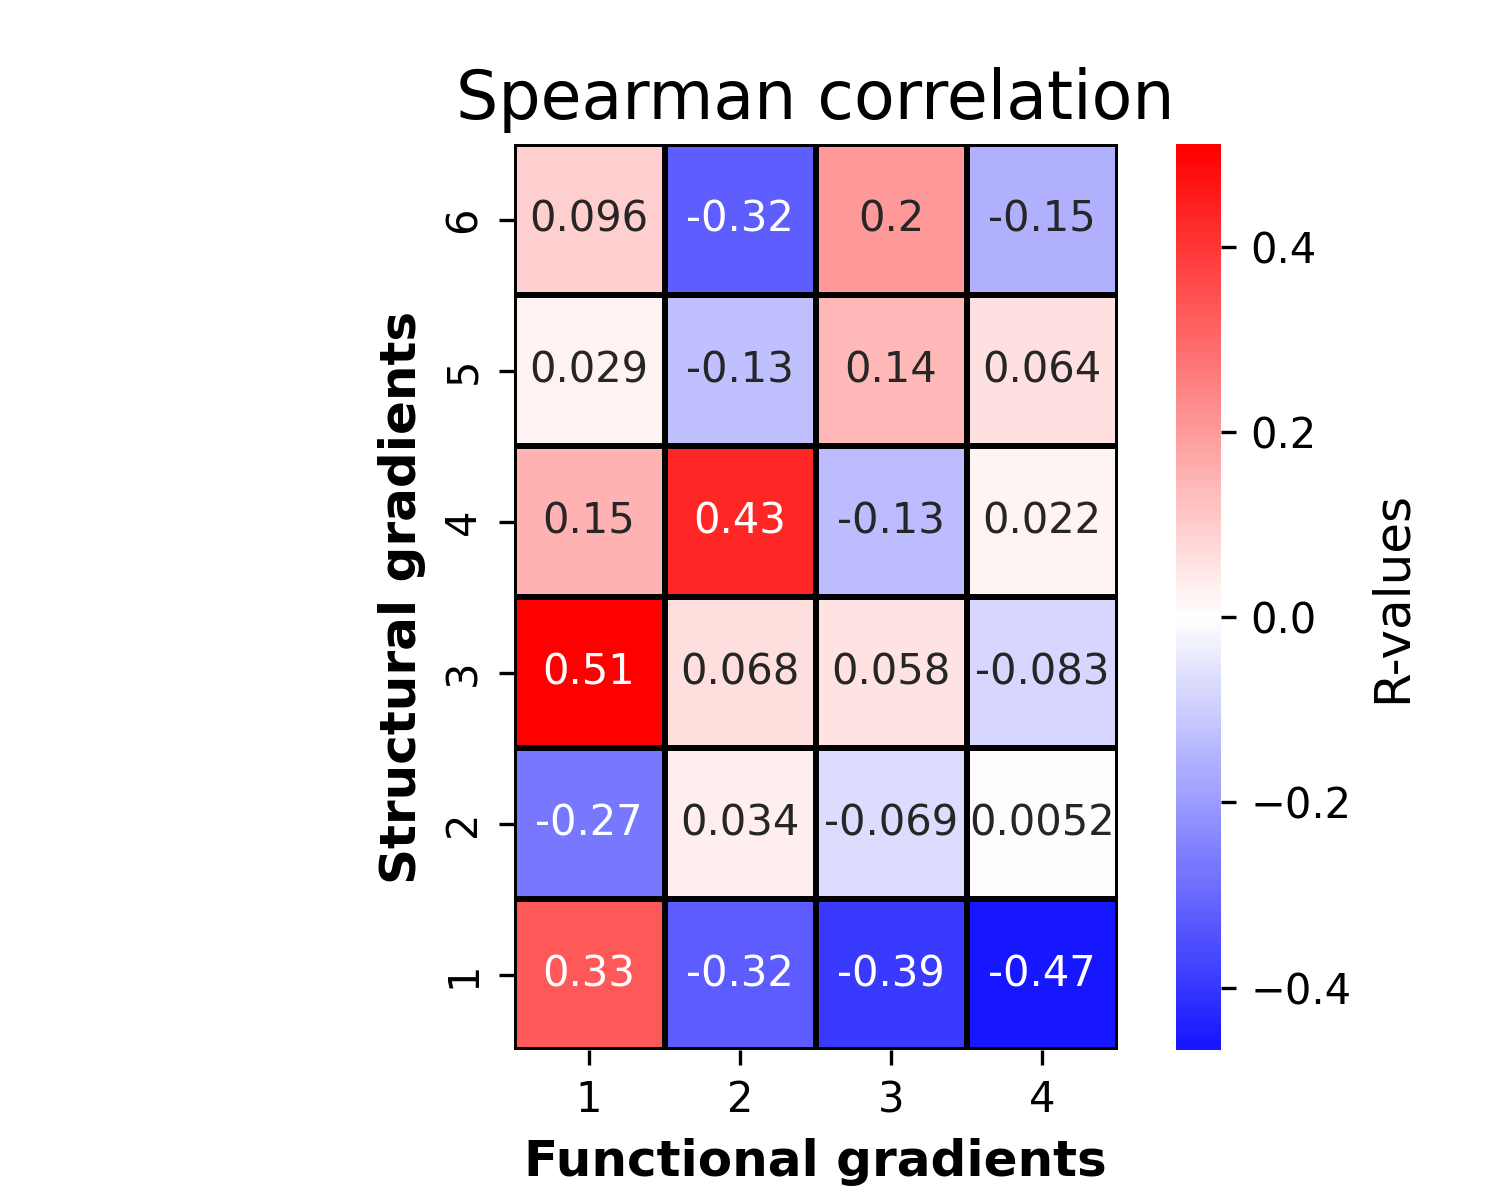 Spearman correlation
6
0.096 -0.32 0.2 -0.15
5
0.029 -0.13 0.14 0.064
4
0.15 0.43 -0.13 0.022
3
0.51 0.068 0.058 -0.083
2
-0.27 0.034 -0.069 0.0052
1
0.33 -0.32 -0.39 -0.47
1 2 3 4
Structural gradients
Functional gradients
0.4
0.2
0.0
−0.2
−0.4
R-values